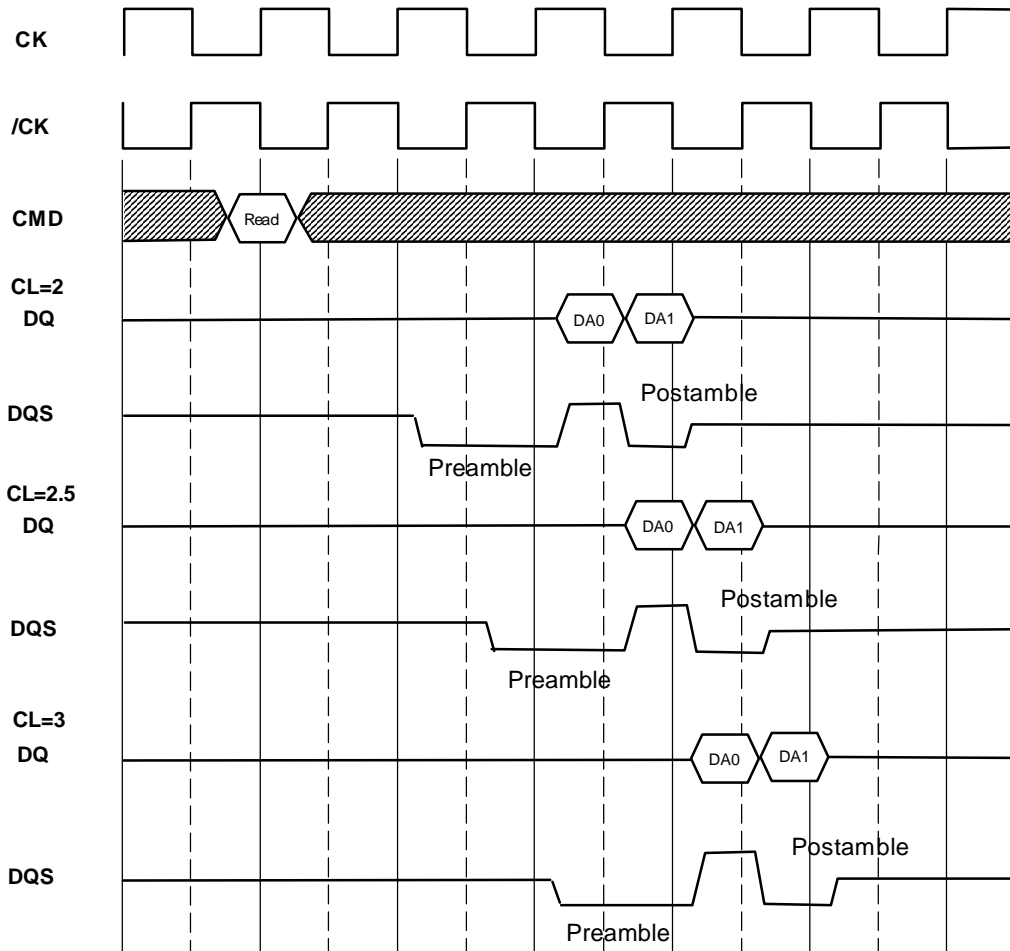 CK
/CK
CMD
Read
CL=2
DQ
DA0 DA1
DQS
Preamble
Postamble
CL=2.5
DQ
DA0 DA1
DQS
Preamble
Postamble
CL=3
DQ
DA0 DA1
DQS
Preamble
Postamble